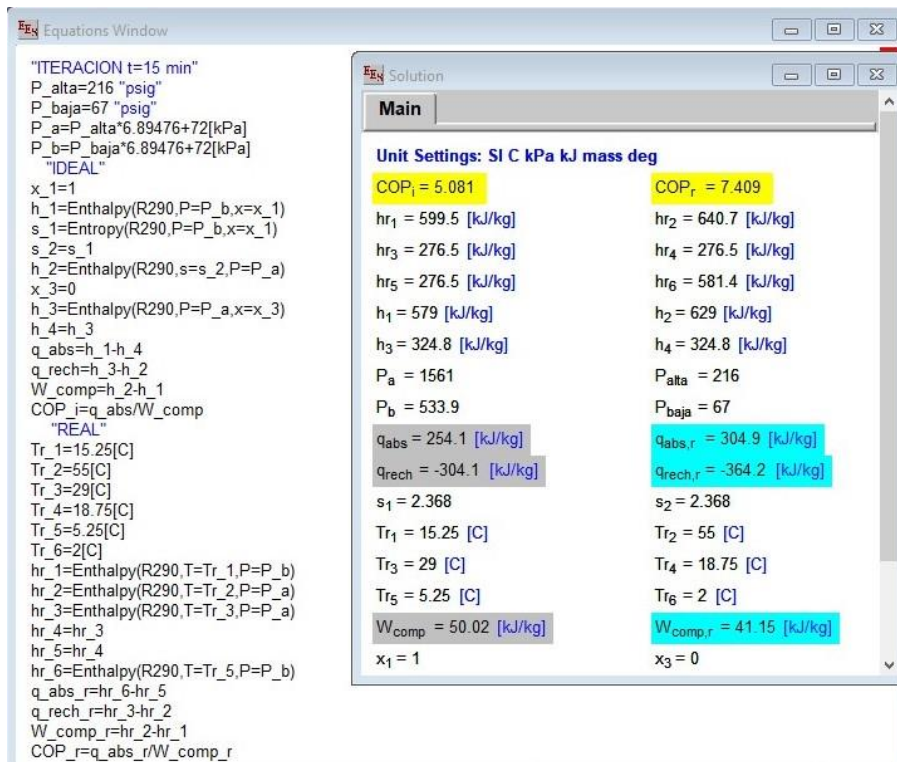 EES Equations Window
"ITERACION t=15 min"
P_alta=216 "psig"
P_baja=67 "psig"
P_a=P_alta*6.89476+72[kPa]
P_b=P_baja*6.89476+72[kPa]
"IDEAL"
x_1=1
h_1=Enthalpy(R290,P=P_b,x=x_1)
s_1=Entropy(R290,P=P_b,x=x_1)
s_2=s_1
h_2=Enthalpy(R290,s=s_2,P=P_a)
x_3=0
h_3=Enthalpy(R290,P=P_a,x=x_3)
h_4=h_3
q_abs=h_1-h_4
q_rech=h_3-h_2
W_comp=h_2-h_1
COP_i=q_abs/W_comp
"REAL"
Tr_1=15.25[C]
Tr_2=55[C]
Tr_3=29[C]
Tr_4=18.75[C]
Tr_5=5.25[C]
Tr_6=2[C]
hr_1=Enthalpy(R290,T=Tr_1,P=P_b)
hr_2=Enthalpy(R290,T=Tr_2,P=P_a)
hr_3=Enthalpy(R290,T=Tr_3,P=P_a)
hr_4=hr_3
hr_5=hr_4
hr_6=Enthalpy(R290,T=Tr_5,P=P_b)
q_abs_r=hr_6-hr_5
q_rech_r=hr_3-hr_2
W_comp_r=hr_2-hr_1
COP_r=q_abs_r/W_comp_r
EES Solution
Main
Unit Settings: SI C kPa kJ mass deg
COPi = 5.081 COPr = 7.409
hr1 = 599.5 [kJ/kg] hr2 = 640.7 [kJ/kg]
hr3 = 276.5 [kJ/kg] hr4 = 276.5 [kJ/kg]
hr5 = 276.5 [kJ/kg] hr6 = 581.4 [kJ/kg]
h1 = 579 [kJ/kg] h2 = 629 [kJ/kg]
h3 = 324.8 [kJ/kg] h4 = 324.8 [kJ/kg]
Pa = 1561 Palta = 216
Pb = 533.9 Pbaja = 67
qabs = 254.1 [kJ/kg] qabs,r = 304.9 [kJ/kg]
qrech = -304.1 [kJ/kg] qrech,r = -364.2 [kJ/kg]
s1 = 2.368 s2 = 2.368
Tr1 = 15.25 [C] Tr2 = 55 [C]
Tr3 = 29 [C] Tr4 = 18.75 [C]
Tr5 = 5.25 [C] Tr6 = 2 [C]
Wcomp = 50.02 [kJ/kg] Wcomp,r = 41.15 [kJ/kg]
x1 = 1 x3 = 0